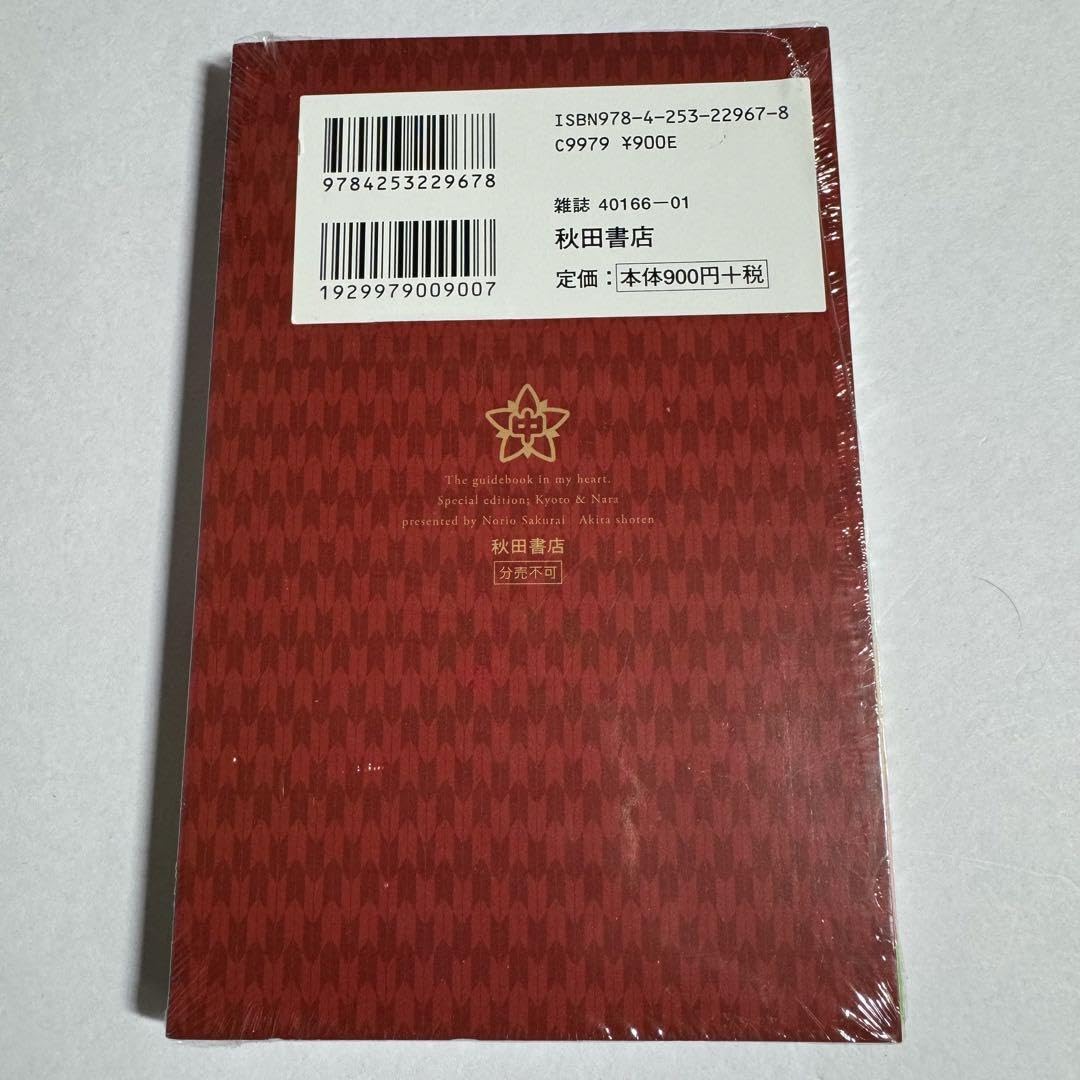 ISBN978-4-253-22967-8
C9979 ¥900E
9784253229678
雑誌 40166-01
秋田書店
1929979009007
定価：本体900円+税
中
The guidebook in my heart.
Special edition; Kyoto & Nara
presented by Norio Sakurai Akita shoten
秋田書店
分売不可